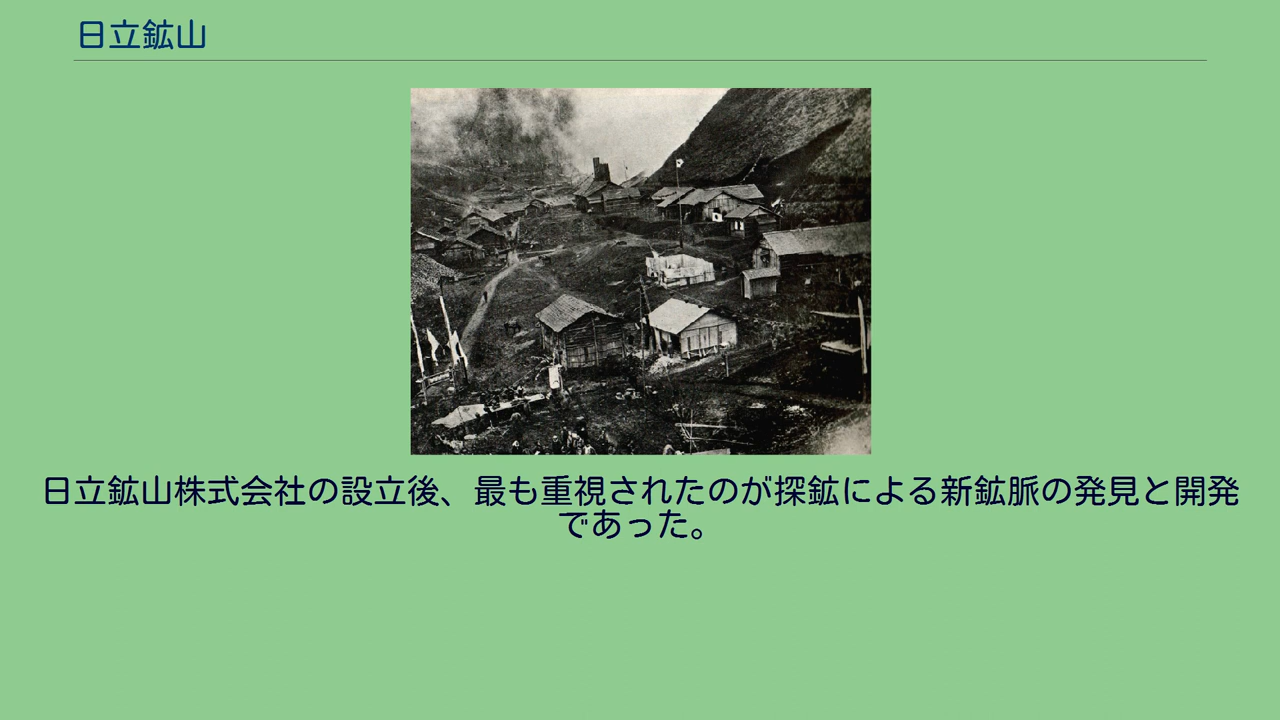 日立鉱山
日立鉱山株式会社の設立後、最も重視されたのが探鉱による新鉱脈の発見と開発
であった。